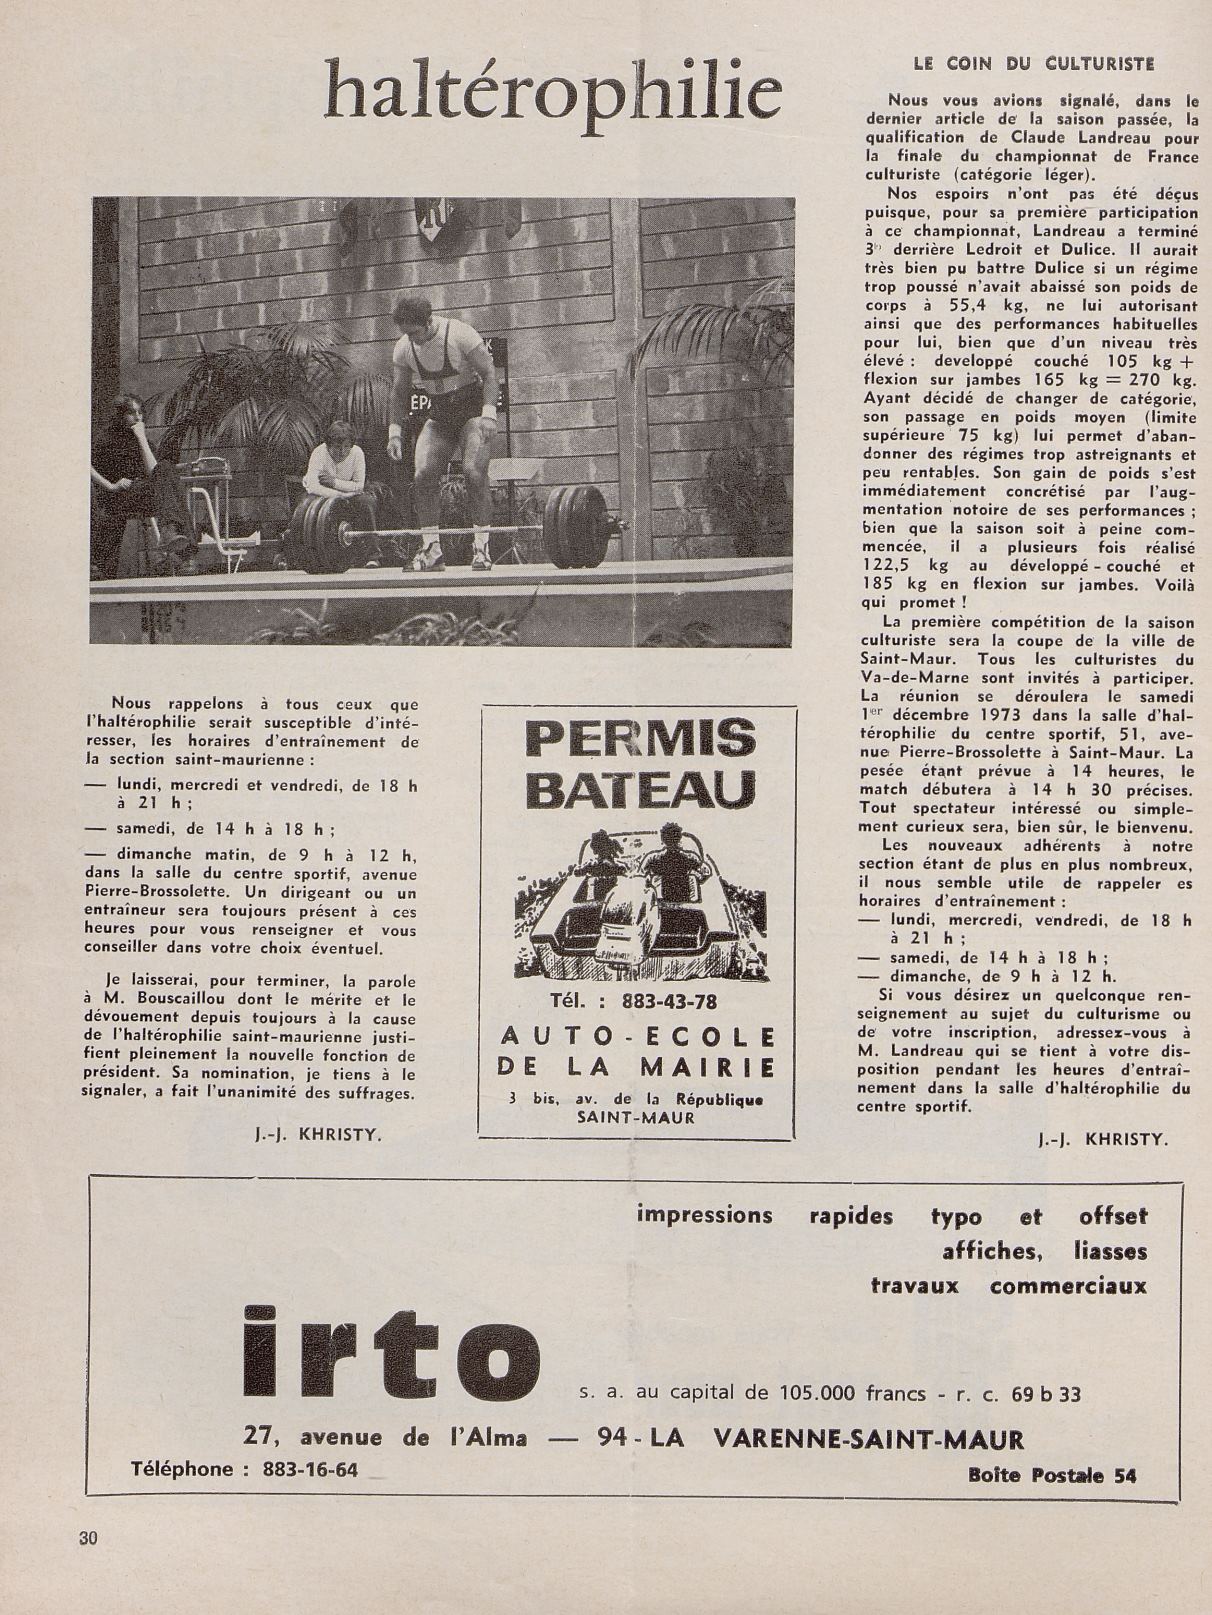 haltérophilie
ÉPA
Nous rappelons à tous ceux que
l'haltérophilie serait susceptible d'inté-
resser, les horaires d'entraînement de
la section saint-maurienne :
— lundi, mercredi et vendredi, de 18 h
à 21 h ;
— samedi, de 14 h à 18 h ;
— dimanche matin, de 9 h à 12 h,
dans la salle du centre sportif, avenue
Pierre-Brossolette. Un dirigeant ou un
entraîneur sera toujours présent à ces
heures pour vous renseigner et vous
conseiller dans votre choix éventuel.
Je laisserai, pour terminer, la parole
à M. Bouscaillou dont le mérite et le
dévouement depuis toujours à la cause
de l'haltérophilie saint-maurienne justi-
fient pleinement la nouvelle fonction de
président. Sa nomination, je tiens à le
signaler, a fait l'unanimité des suffrages.
J.-J. KHRISTY.
PERMIS
BATEAU
Tél. : 883-43-78
AUTO-ECOLE
DE LA MAIRIE
3 bis, av. de la République
SAINT-MAUR
LE COIN DU CULTURISTE
Nous vous avions signalé, dans le
dernier article de la saison passée, la
qualification de Claude Landreau pour
la finale du championnat de France
culturiste (catégorie léger).
Nos espoirs n'ont pas été déçus
puisque, pour sa première participation
à ce championnat, Landreau a terminé
3e derrière Ledroit et Dulice. Il aurait
très bien pu battre Dulice si un régime
trop poussé n'avait abaissé son poids de
corps à 55,4 kg, ne lui autorisant
ainsi que des performances habituelles
pour lui, bien que d'un niveau très
élevé : developpé couché 105 kg +
flexion sur jambes 165 kg = 270 kg.
Ayant décidé de changer de catégorie,
son passage en poids moyen (limite
supérieure 75 kg) lui permet d'aban-
donner des régimes trop astreignants et
peu rentables. Son gain de poids s'est
immédiatement concrétisé par l'aug-
mentation notoire de ses performances ;
bien que la saison soit à peine com-
mencée, il a plusieurs fois réalisé
122,5 kg au développé-couché et
185 kg en flexion sur jambes. Voilà
qui promet !
La première compétition de la saison
culturiste sera la coupe de la ville de
Saint-Maur. Tous les culturistes du
Va-de-Marne sont invités à participer.
La réunion se déroulera le samedi
1er décembre 1973 dans la salle d'hal-
térophilie du centre sportif, 51, ave-
nue Pierre-Brossolette à Saint-Maur. La
pesée étant prévue à 14 heures, le
match débutera à 14 h 30 précises.
Tout spectateur intéressé ou simple-
ment curieux sera, bien sûr, le bienvenu.
Les nouveaux adhérents à notre
section étant de plus en plus nombreux,
il nous semble utile de rappeler es
horaires d'entraînement :
— lundi, mercredi, vendredi, de 18 h
à 21 h ;
— samedi, de 14 h à 18 h ;
— dimanche, de 9 h à 12 h.
Si vous désirez un quelconque ren-
seignement au sujet du culturisme ou
de votre inscription, adressez-vous à
M. Landreau qui se tient à votre dis-
position pendant les heures d'entraî-
nement dans la salle d'haltérophilie du
centre sportif.
J.-J. KHRISTY.
impressions rapides typo et offset
affiches, liasses
travaux commerciaux
irto
s. a. au capital de 105.000 francs - r. c. 69 b 33
27, avenue de l'Alma — 94 - LA VARENNE-SAINT-MAUR
Téléphone : 883-16-64
Boîte Postale 54
30